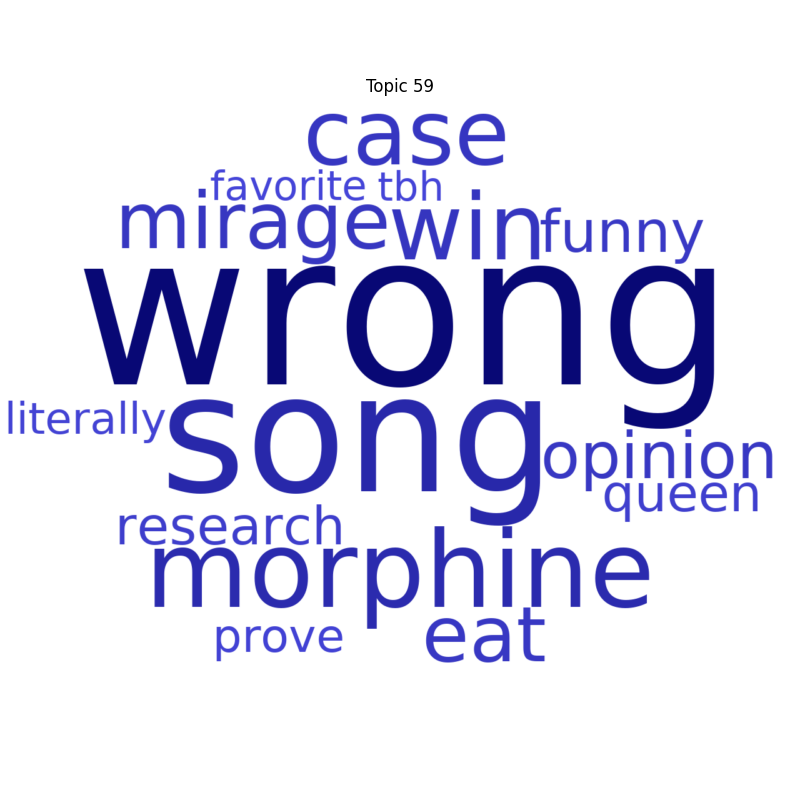 Topic 59
case
favorite tbh
mirage win funny
wrong
literally song
opinion
queen
research
morphine
prove eat